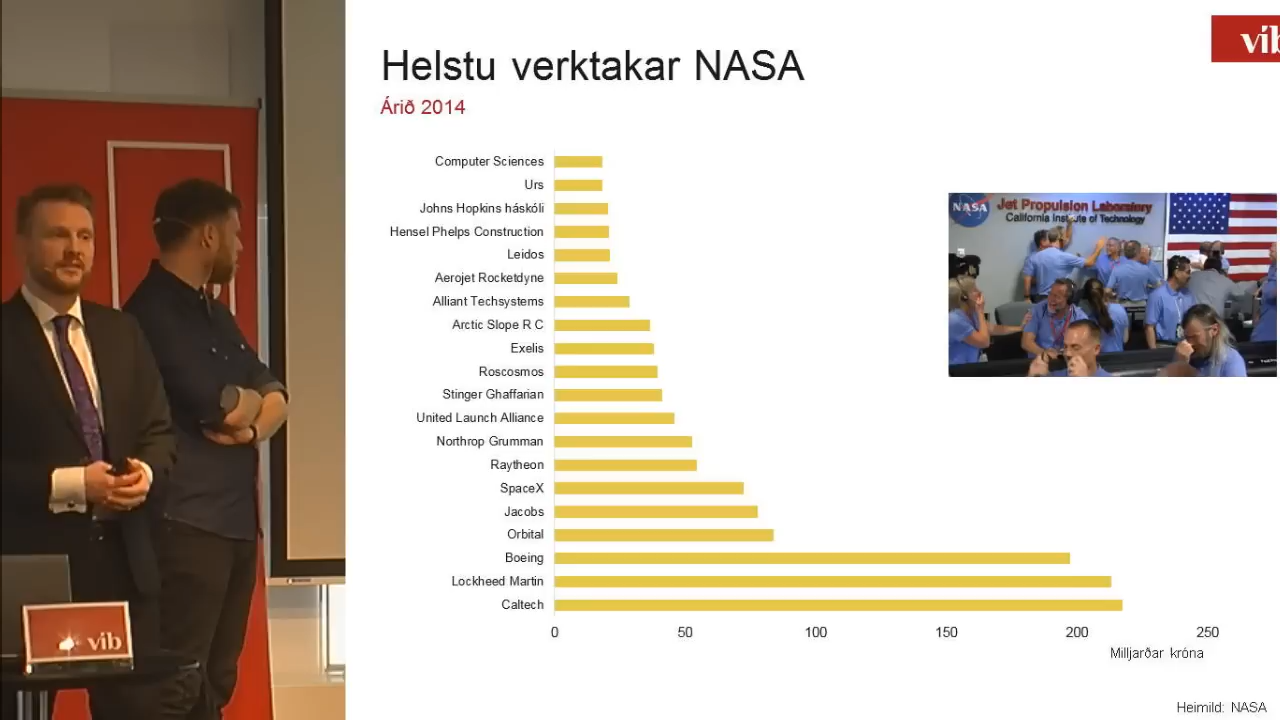 Helstu verktakar NASA
Árið 2014
víb
Computer Sciences
Urs
Johns Hopkins háskóli
Hensel Phelps Construction
Leidos
Aerojet Rocketdyne
Alliant Techsystems
Arctic Slope R C
Exelis
Roscosmos
Stinger Ghaffarian
United Launch Alliance
Northrop Grumman
Raytheon
SpaceX
Jacobs
Orbital
Boeing
Lockheed Martin
Caltech
0 50 100 150 200 250
Milljarðar króna
Heimild: NASA
NASA
Jet Propulsion Laboratory
California Institute of Technology
víb